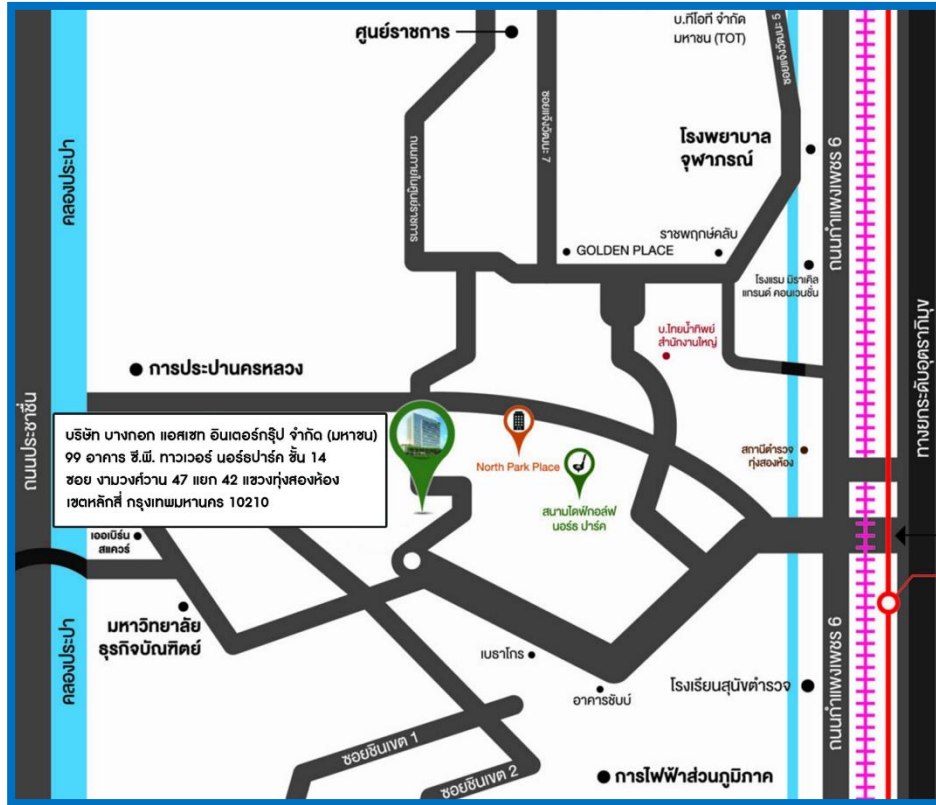 ศูนย์ราชการ
บ.ทีโอที จำกัด
มหาชน (TOT)
ซอยแจ้งวัฒนะ 5
คลองประปา
ถนนภายในศูนย์ราชการ
ซอยแจ้งวัฒนะ 7
โรงพยาบาล
จุฬาภรณ์
ถนนกำแพงเพชร 6
ราชพฤกษ์คลับ
GOLDEN PLACE
โรงแรม มิราเคิล
แกรนด์ คอนเวนชั่น
บ.ไทยน้ำทิพย์
สำนักงานใหญ่
การประปานครหลวง
ถนนประชาชื่น
ทางยกระดับอุตราภิมุข
บริษัท บางกอก แอสเซท อินเตอร์กรุ๊ป จำกัด (มหาชน)
99 อาคาร ซี.พี. ทาวเวอร์ นอร์ธปาร์ค ชั้น 14
ซอย งามวงศ์วาน 47 แยก 42 แขวงทุ่งสองห้อง
เขตหลักสี่ กรุงเทพมหานคร 10210
North Park Place
สนามไดฟ์กอล์ฟ
นอร์ธ ปาร์ค
สถานีตำรวจ
ทุ่งสองห้อง
เออเบิร์น
สแควร์
มหาวิทยาลัย
ธุรกิจบัณฑิตย์
คลองประปา
เบราโกร
อาคารชับบ์
โรงเรียนสุนัขตำรวจ
ถนนกำแพงเพชร 6
ซอยชินเขต 1
ซอยชินเขต 2
การไฟฟ้าส่วนภูมิภาค